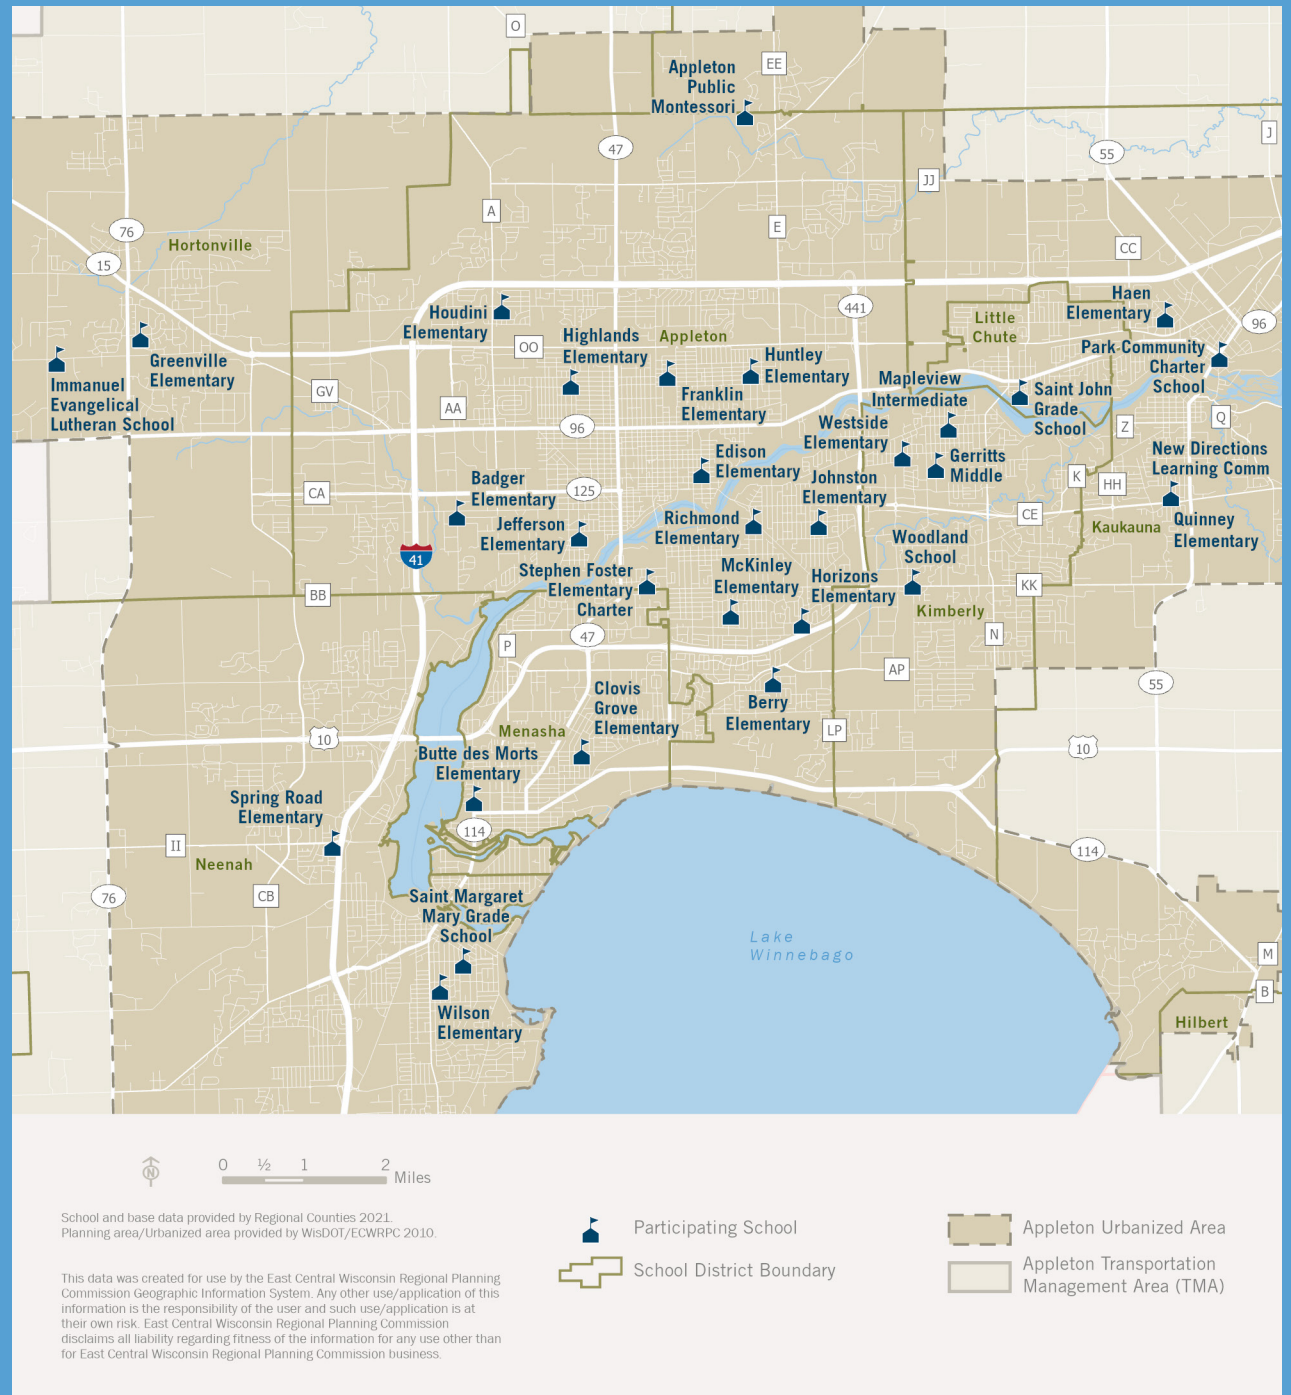 O
EE
Appleton
Public
Montessori
J
47
55
JJ
A
76
E
Hortonville
CC
15
Haen
Elementary
441
Houdini
Elementary
Little
Chute
96
Highlands
Elementary
Appleton
OO
Park Community
Charter
School
Greenville
Elementary
Huntley
Elementary
Immanuel
Evangelical
Lutheran School
GV
Franklin
Elementary
Mapleview
Intermediate
Saint John
Grade
School
AA
96
Westside
Elementary
Z
Q
Edison
Elementary
Gerritts
Middle
New Directions
Learning Comm
Badger
Elementary
Johnston
Elementary
K
HH
CA
125
Jefferson
Elementary
Richmond
Elementary
CE
Kaukauna
Quinney
Elementary
Woodland
School
41
Stephen Foster
Elementary
Charter
McKinley
Elementary
Horizons
Elementary
BB
KK
Kimberly
47
P
N
AP
55
Clovis
Grove
Elementary
Berry
Elementary
Menasha
LP
10
10
Butte des Morts
Elementary
Spring Road
Elementary
114
II
114
Neenah
76
CB
Saint Margaret
Mary Grade
School
Lake
Winnebago
M
B
Wilson
Elementary
Hilbert
N
0 ½ 1 2
Miles
School and base data provided by Regional Counties 2021.
Planning area/Urbanized area provided by WisDOT/ECWRPC 2010.
This data was created for use by the East Central Wisconsin Regional Planning
Commission Geographic Information System. Any other use/application of this
information is the responsibility of the user and such use/application is at
their own risk. East Central Wisconsin Regional Planning Commission
disclaims all liability regarding fitness of the information for any use other than
for East Central Wisconsin Regional Planning Commission business.
Participating School
School District Boundary
Appleton Urbanized Area
Appleton Transportation
Management Area (TMA)